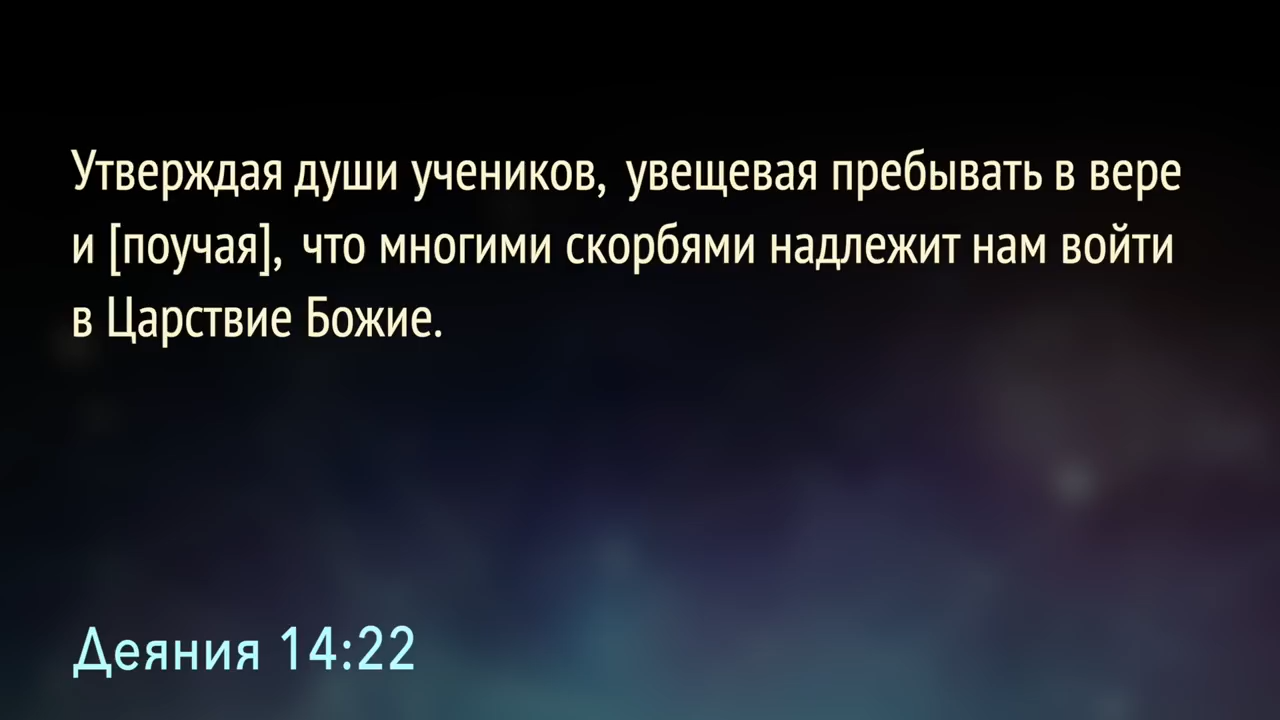 Утверждая души учеников, увещевая пребывать в вере
и [поучая], что многими скорбями надлежит нам войти
в Царствие Божие.
Деяния 14:22